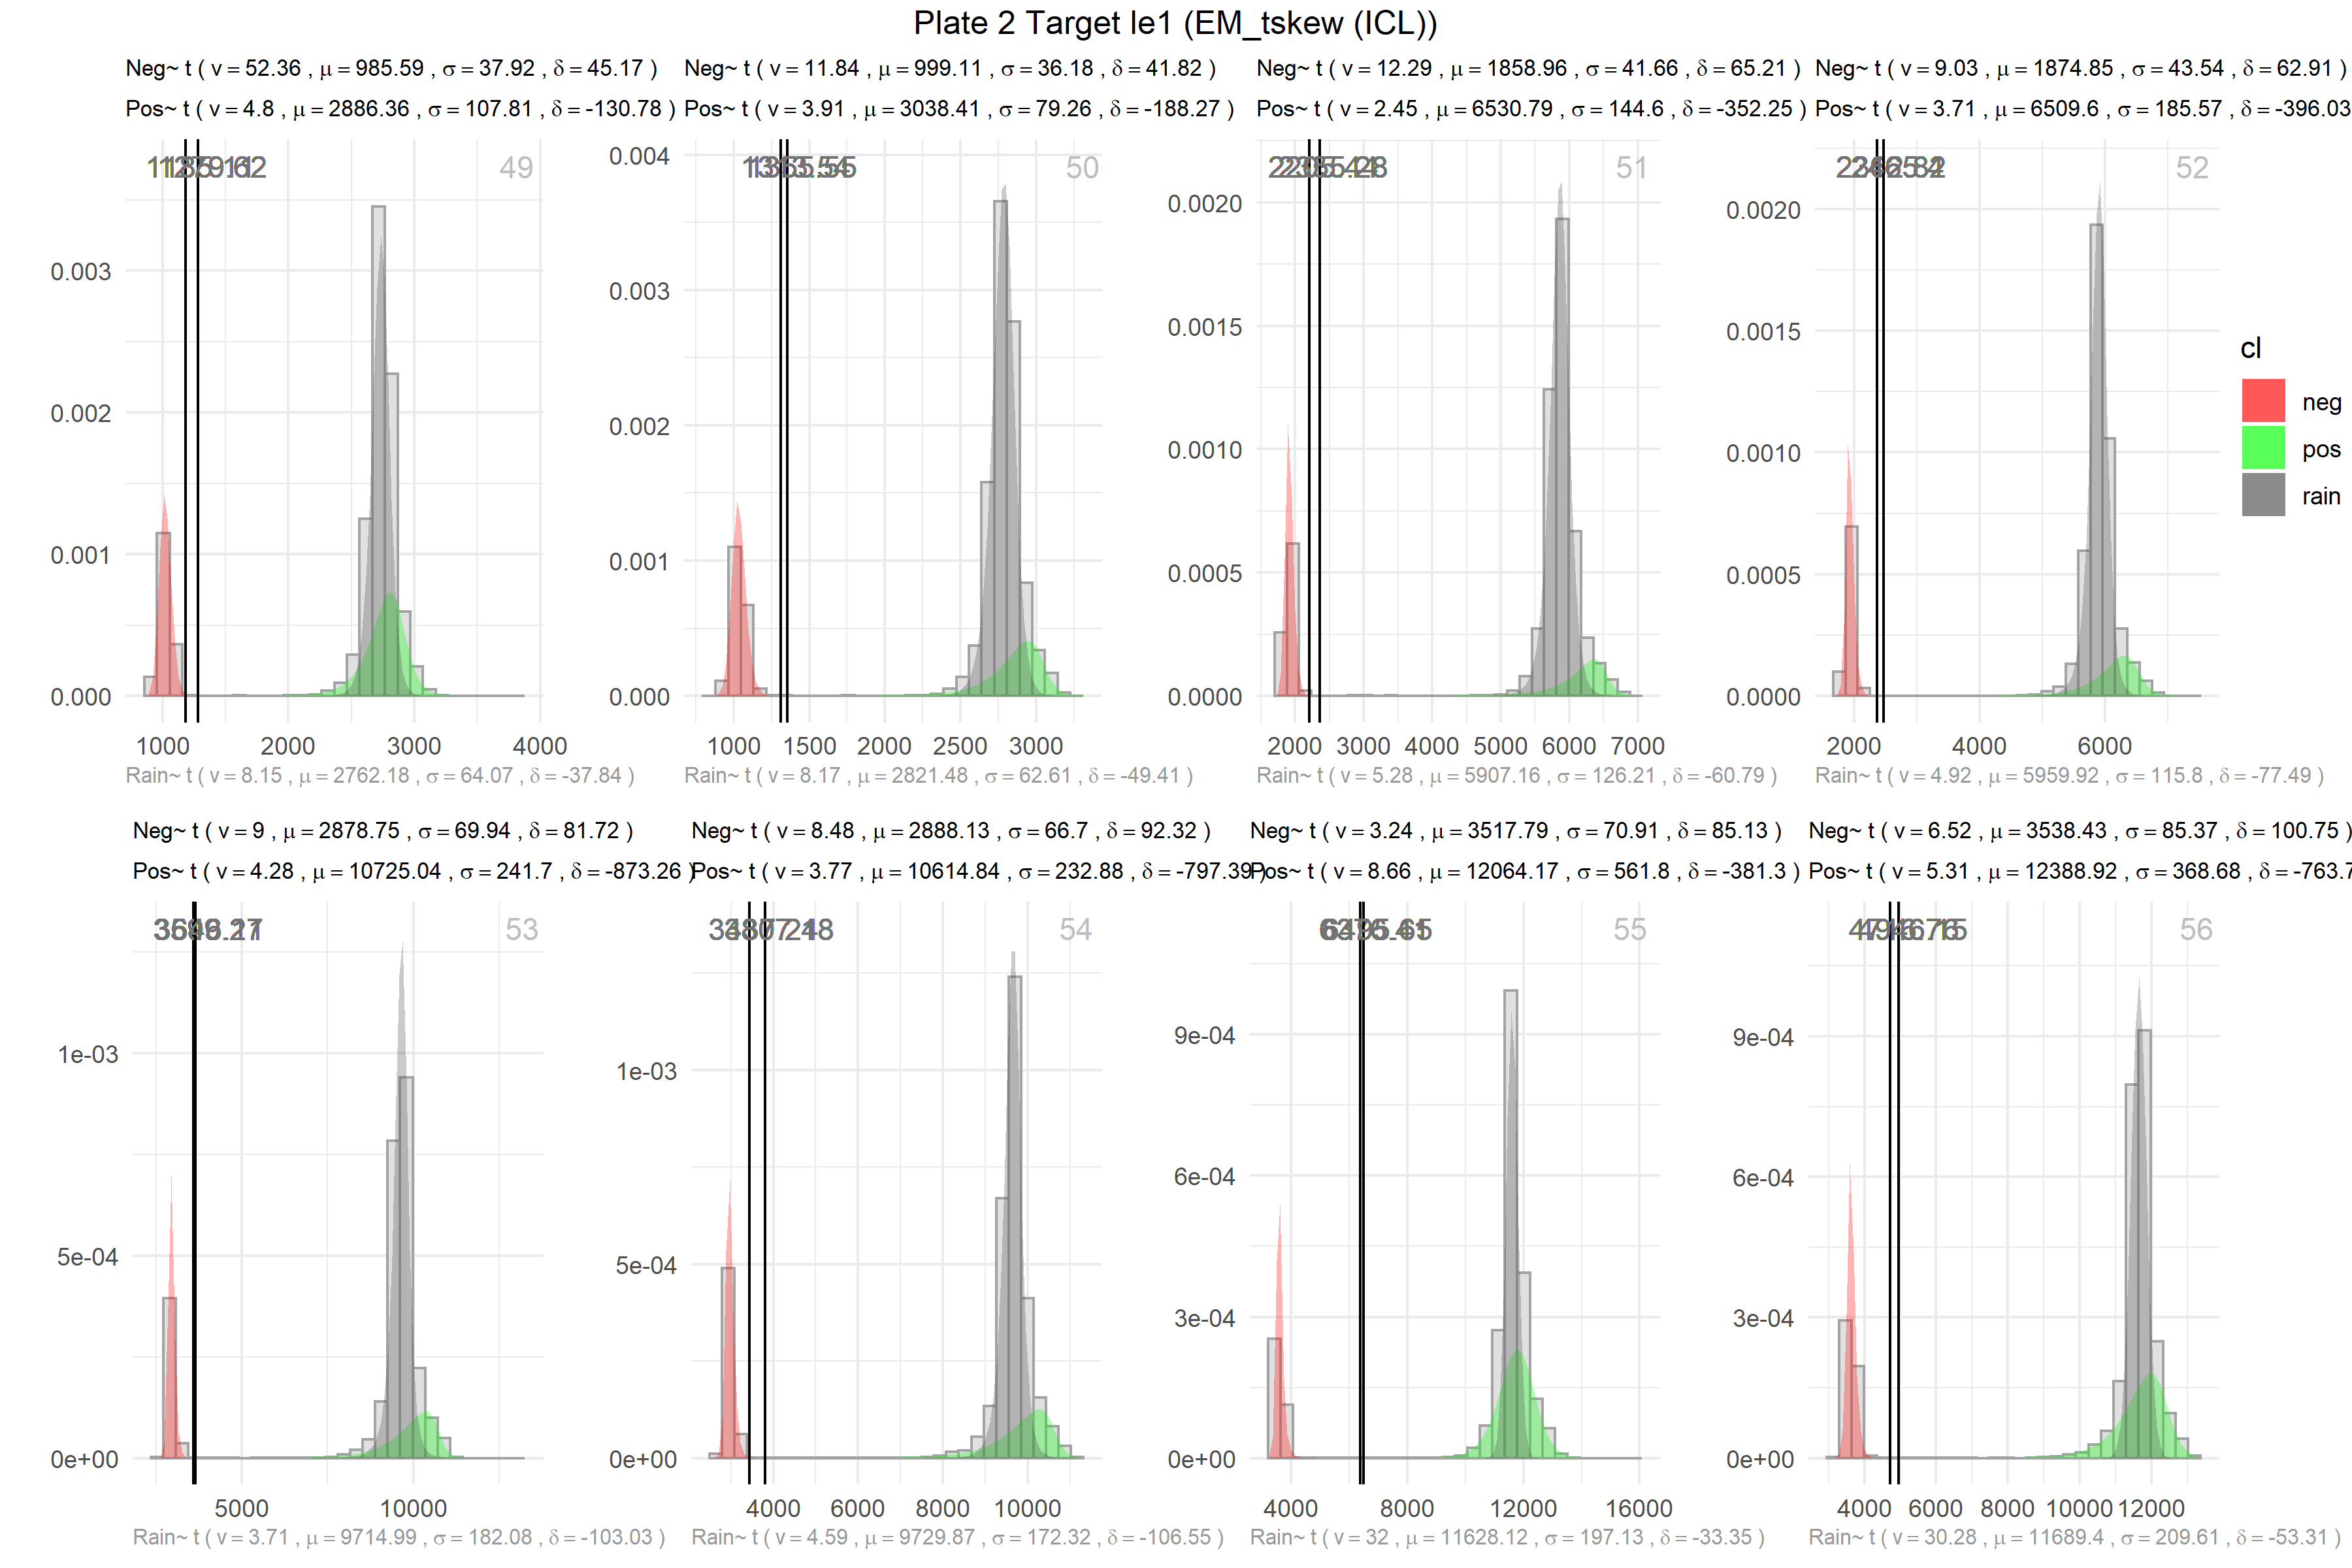 Plate 2 Target le1 (EM_tskew (ICL))
Neg~ t ( v = 52.36 , μ = 985.59 , σ = 37.92 , δ = 45.17 )
Pos~ t ( v = 4.8 , μ = 2886.36 , σ = 107.81 , δ = -130.78 )
49
0.003
0.002
0.001
0.000
1000 2000 3000 4000
Rain~ t ( v = 8.15 , μ = 2762.18 , σ = 64.07 , δ = -37.84 )
Neg~ t ( v = 11.84 , μ = 999.11 , σ = 36.18 , δ = 41.82 )
Pos~ t ( v = 3.91 , μ = 3038.41 , σ = 79.26 , δ = -188.27 )
50
0.004
0.003
0.002
0.001
0.000
1000 1500 2000 2500 3000
Rain~ t ( v = 8.17 , μ = 2821.48 , σ = 62.61 , δ = -49.41 )
Neg~ t ( v = 12.29 , μ = 1858.96 , σ = 41.66 , δ = 65.21 )
Pos~ t ( v = 2.45 , μ = 6530.79 , σ = 144.6 , δ = -352.25 )
51
0.0020
0.0015
0.0010
0.0005
0.0000
2000 3000 4000 5000 6000 7000
Rain~ t ( v = 5.28 , μ = 5907.16 , σ = 126.21 , δ = -60.79 )
Neg~ t ( v = 9.03 , μ = 1874.85 , σ = 43.54 , δ = 62.91 )
Pos~ t ( v = 3.71 , μ = 6509.6 , σ = 185.57 , δ = -396.03
52
0.0020
0.0015
0.0010
0.0005
0.0000
2000 4000 6000
Rain~ t ( v = 4.92 , μ = 5959.92 , σ = 115.8 , δ = -77.49 )
cl
neg
pos
rain
Neg~ t ( v = 9 , μ = 2878.75 , σ = 69.94 , δ = 81.72 )
Pos~ t ( v = 4.28 , μ = 10725.04 , σ = 241.7 , δ = -873.26 )
53
1e-03
5e-04
0e+00
5000 10000
Rain~ t ( v = 3.71 , μ = 9714.99 , σ = 182.08 , δ = -103.03 )
Neg~ t ( v = 8.48 , μ = 2888.13 , σ = 66.7 , δ = 92.32 )
Pos~ t ( v = 3.77 , μ = 10614.84 , σ = 232.88 , δ = -797.39 )
54
1e-03
5e-04
0e+00
4000 6000 8000 10000
Rain~ t ( v = 4.59 , μ = 9729.87 , σ = 172.32 , δ = -106.55 )
Neg~ t ( v = 3.24 , μ = 3517.79 , σ = 70.91 , δ = 85.13 )
Pos~ t ( v = 8.66 , μ = 12064.17 , σ = 561.8 , δ = -381.3 )
55
9e-04
6e-04
3e-04
0e+00
4000 8000 12000 16000
Rain~ t ( v = 32 , μ = 11628.12 , σ = 197.13 , δ = -33.35 )
Neg~ t ( v = 6.52 , μ = 3538.43 , σ = 85.37 , δ = 100.75 )
Pos~ t ( v = 5.31 , μ = 12388.92 , σ = 368.68 , δ = -763.7
56
9e-04
6e-04
3e-04
0e+00
4000 6000 8000 10000 12000
Rain~ t ( v = 30.28 , μ = 11689.4 , σ = 209.61 , δ = -53.31 )